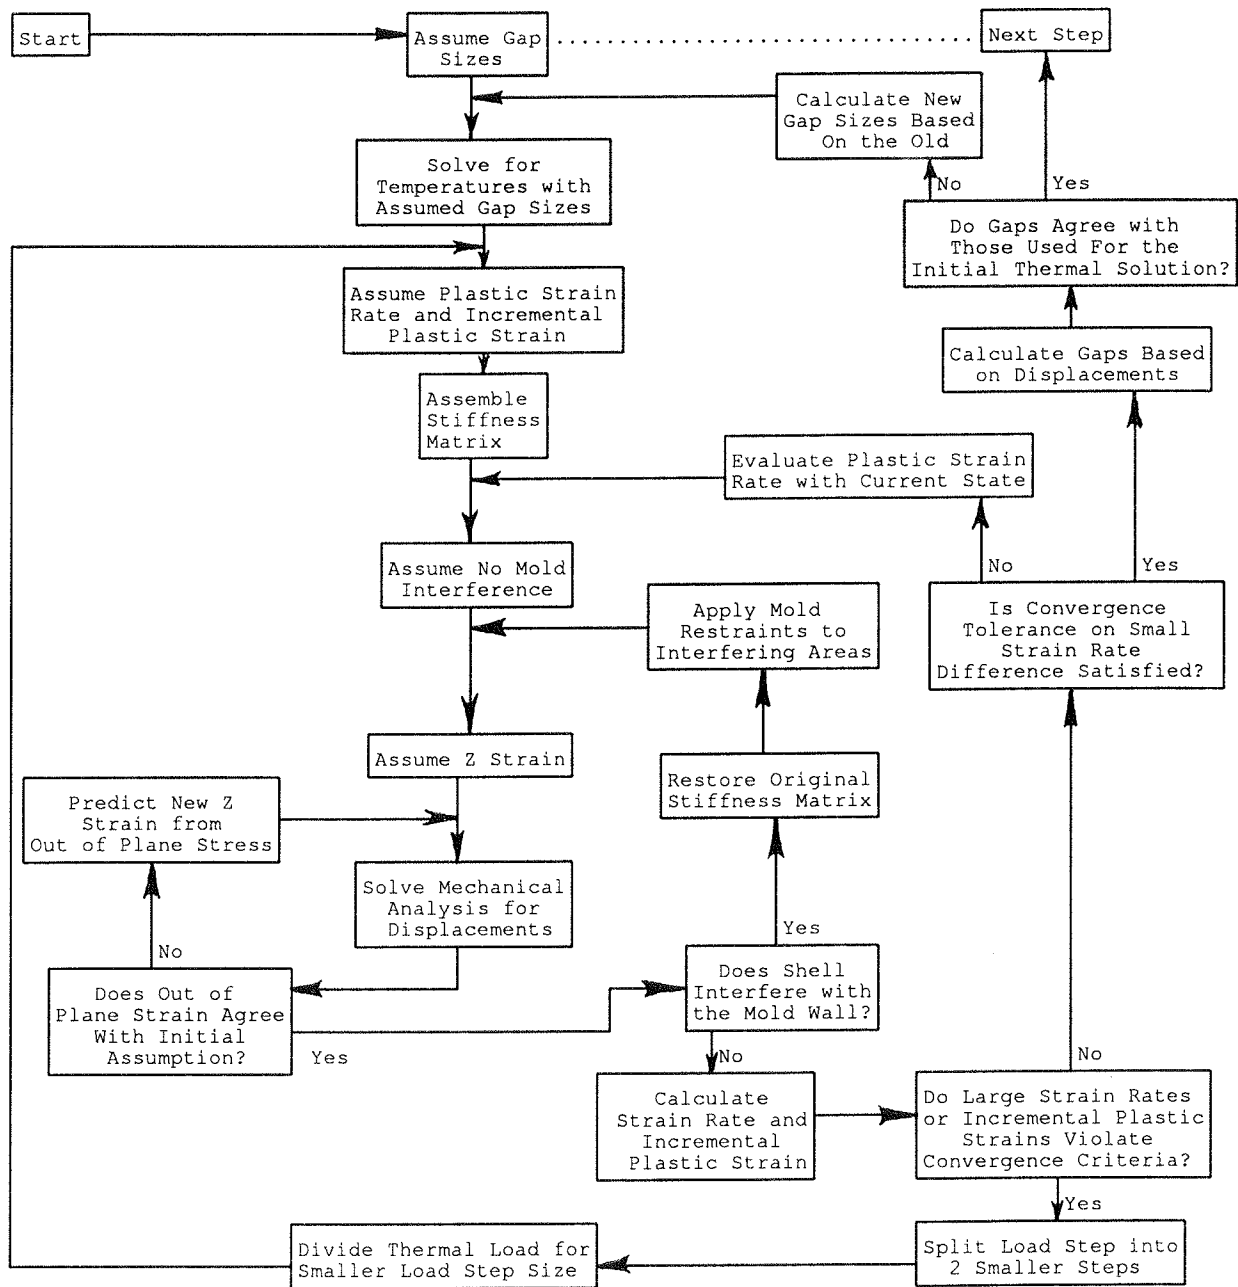 Start
Assume Gap
Sizes
Next Step
Calculate New
Gap Sizes Based
On the Old
Solve for
Temperatures with
Assumed Gap Sizes
No
Yes
Do Gaps Agree with
Those Used For the
Initial Thermal Solution?
Assume Plastic Strain
Rate and Incremental
Plastic Strain
Calculate Gaps Based
on Displacements
Assemble
Stiffness
Matrix
Evaluate Plastic Strain
Rate with Current State
No
Yes
Assume No Mold
Interference
Apply Mold
Restraints to
Interfering Areas
Is Convergence
Tolerance on Small
Strain Rate
Difference Satisfied?
Assume Z Strain
Restore Original
Stiffness Matrix
Predict New Z
Strain from
Out of Plane Stress
Solve Mechanical
Analysis for
Displacements
No
Yes
Does Out of
Plane Strain Agree
With Initial
Assumption?
Yes
Does Shell
Interfere with
the Mold Wall?
No
No
Calculate
Strain Rate and
Incremental
Plastic Strain
Do Large Strain Rates
or Incremental Plastic
Strains Violate
Convergence Criteria?
Yes
Divide Thermal Load for
Smaller Load Step Size
Split Load Step into
2 Smaller Steps